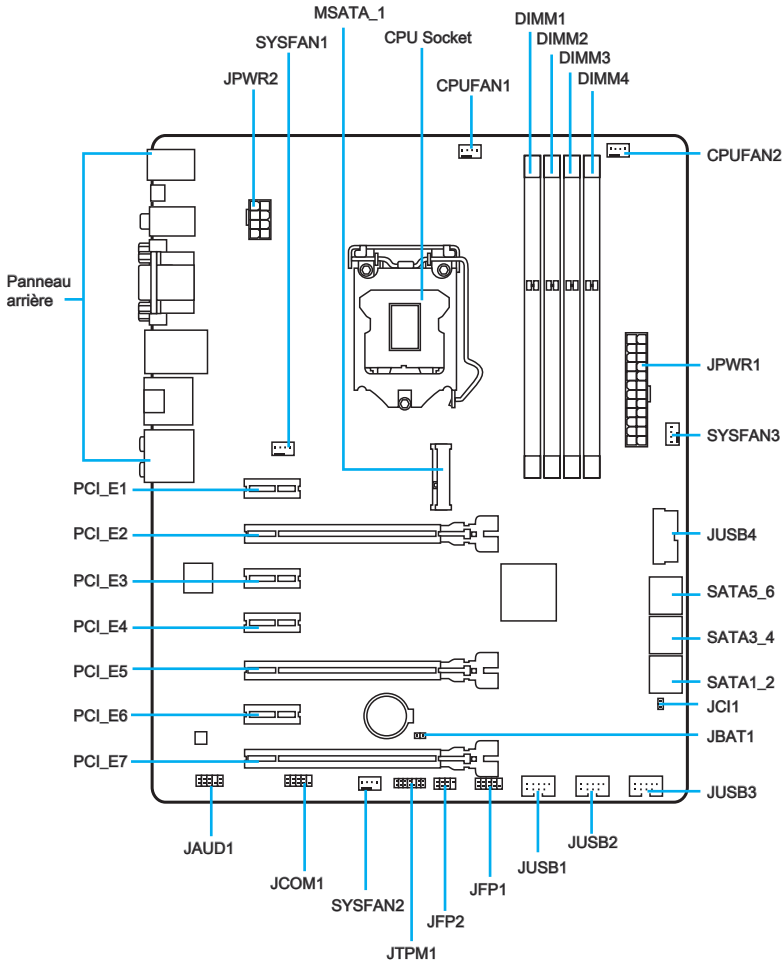 MSATA_1
DIMM1
SYSFAN1
CPU Socket
DIMM2
DIMM3
JPWR2
CPUFAN1
DIMM4
CPUFAN2
Panneau
arrière
JPWR1
SYSFAN3
PCI_E1
PCI_E2
JUSB4
PCI_E3
SATA5_6
PCI_E4
SATA3_4
PCI_E5
SATA1_2
JCI1
PCI_E6
JBAT1
PCI_E7
JUSB3
JAUD1
JUSB2
JUSB1
JCOM1
JFP1
SYSFAN2
JFP2
JTPM1